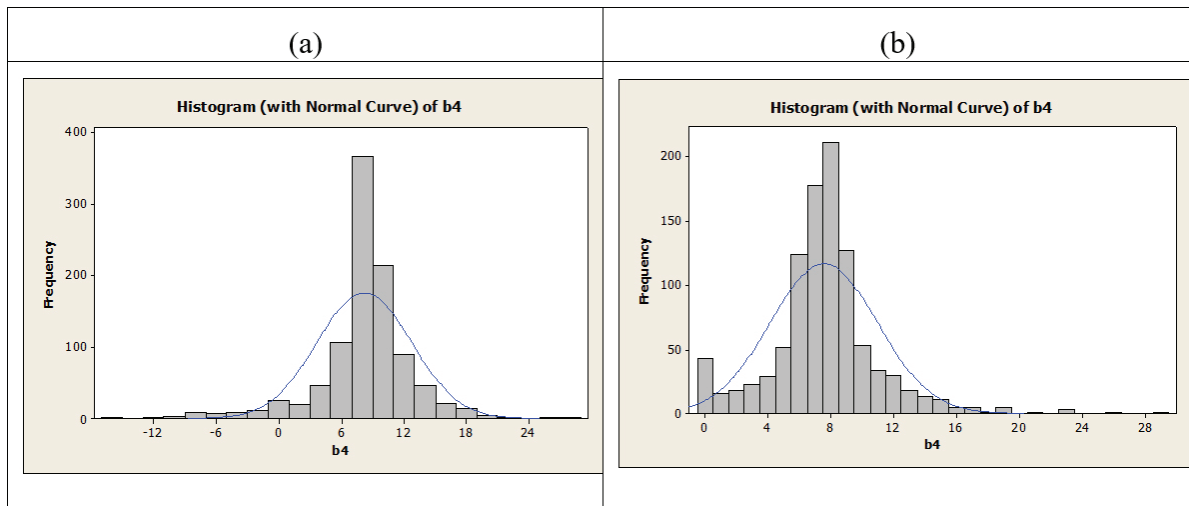 (a)
(b)
Histogram (with Normal Curve) of b4
400
300
200
100
0
Frequency
-12 -6 0 6 12 18 24
b4
Histogram (with Normal Curve) of b4
200
150
100
50
0
Frequency
0 4 8 12 16 20 24 28
b4